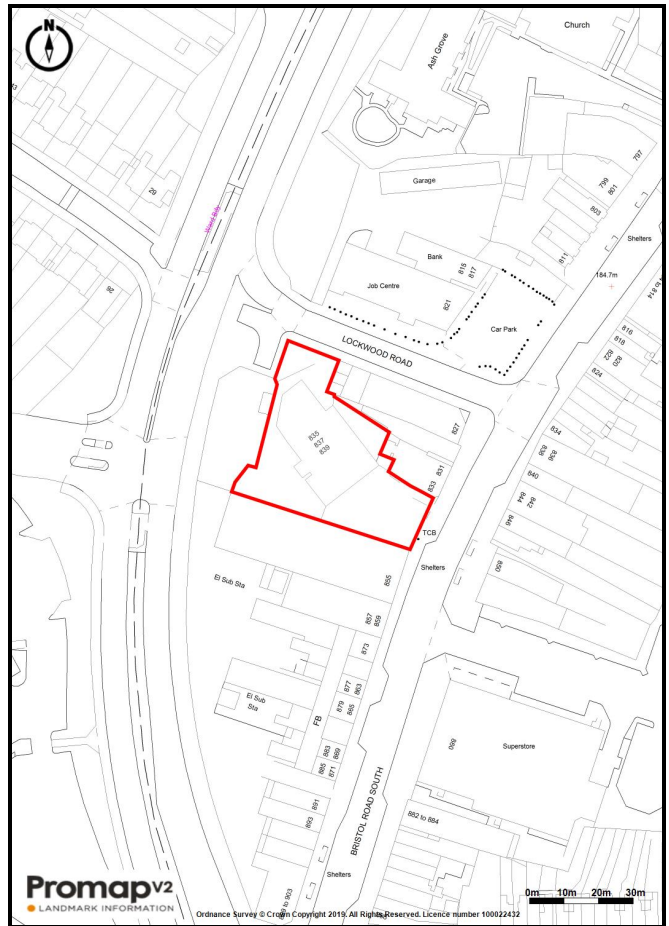 N
Church
Ash Grove
797
799
801
803
811
Garage
Shelters
184.7m
29
Ward Bdy
Bank
815
817
Job Centre
821
Car Park
26
816
818
822
820
824
LOCKWOOD ROAD
827
834
835
837
839
831
833
838
836
840
844
842
846
TCB
Shelters
850
855
El Sub Sta
857
859
873
877
863
879
865
El Sub
Sta
FB
883
869
885
871
860
Superstore
891
893
882 to 884
BRISTOL ROAD SOUTH
Shelters
Promap V2
LANDMARK INFORMATION
0m 10m 20m 30m
Ordnance Survey © Crown Copyright 2019. All Rights Reserved. Licence number 100022432